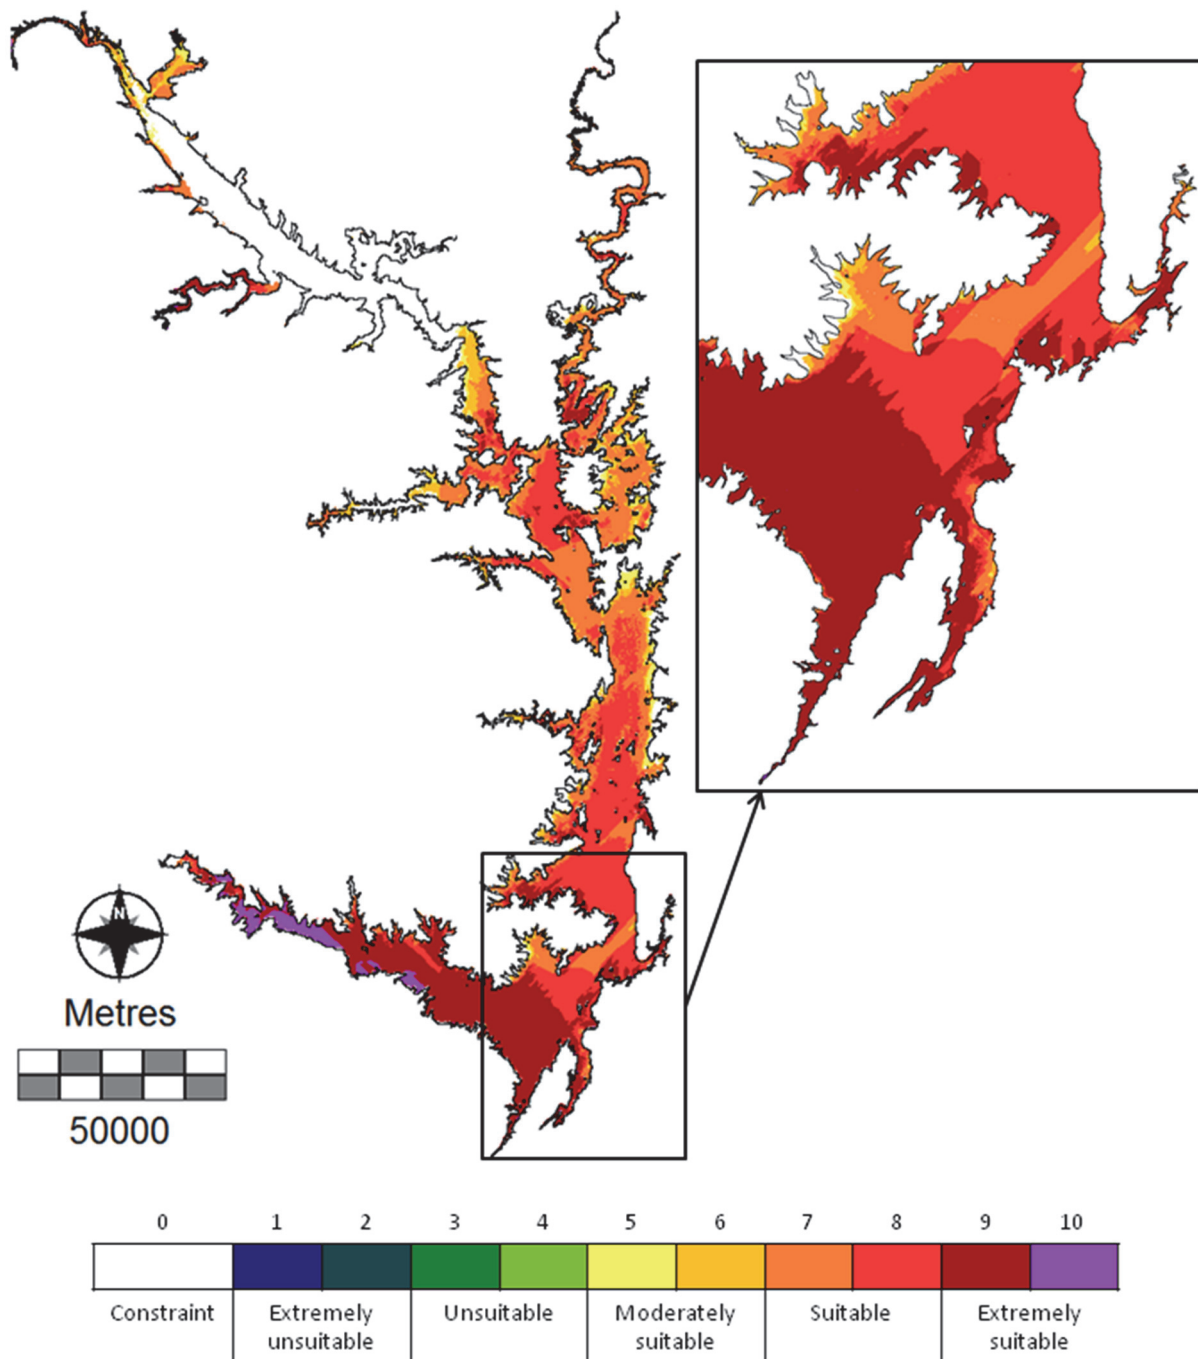 N
Metres
50000
0 1 2 3 4 5 6 7 8 9 10
Constraint Extremely unsuitable Unsuitable Moderately suitable Suitable Extremely suitable